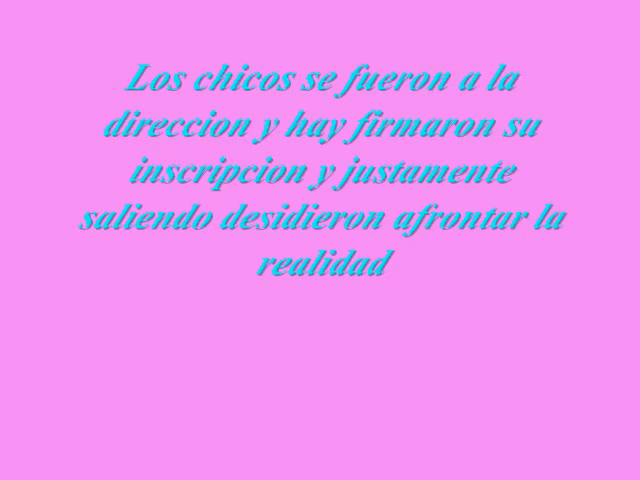 Los chicos se fueron a la
direccion y hay firmaron su
inscripcion y justamente
saliendo desidieron afrontar la
realidad